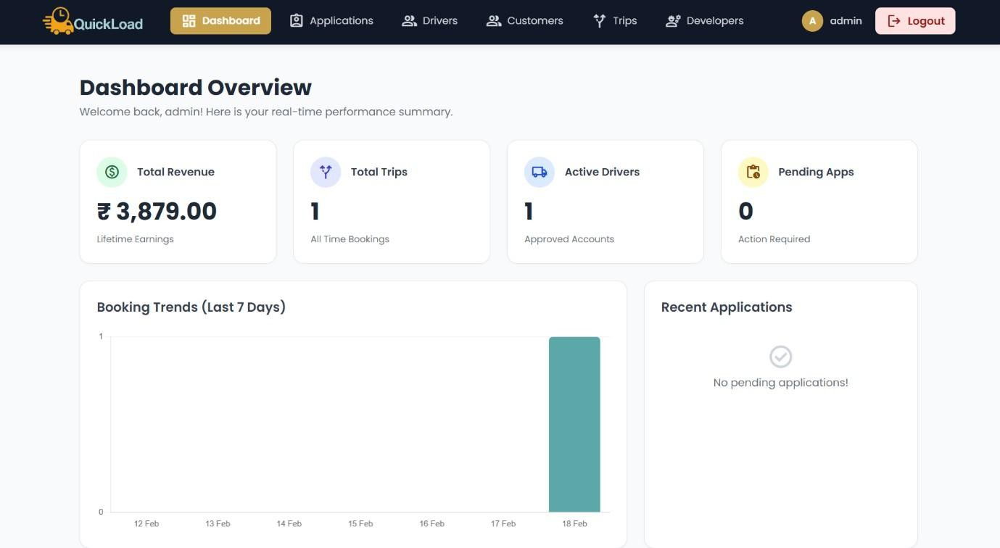 QuickLoad Dashboard Applications Drivers Customers Trips Developers A admin Logout
Dashboard Overview
Welcome back, admin! Here is your real-time performance summary.
Total Revenue
₹ 3,879.00
Lifetime Earnings
Total Trips
1
All Time Bookings
Active Drivers
1
Approved Accounts
Pending Apps
0
Action Required
Booking Trends (Last 7 Days)
1
0
12 Feb 13 Feb 14 Feb 15 Feb 16 Feb 17 Feb 18 Feb
Recent Applications
No pending applications!